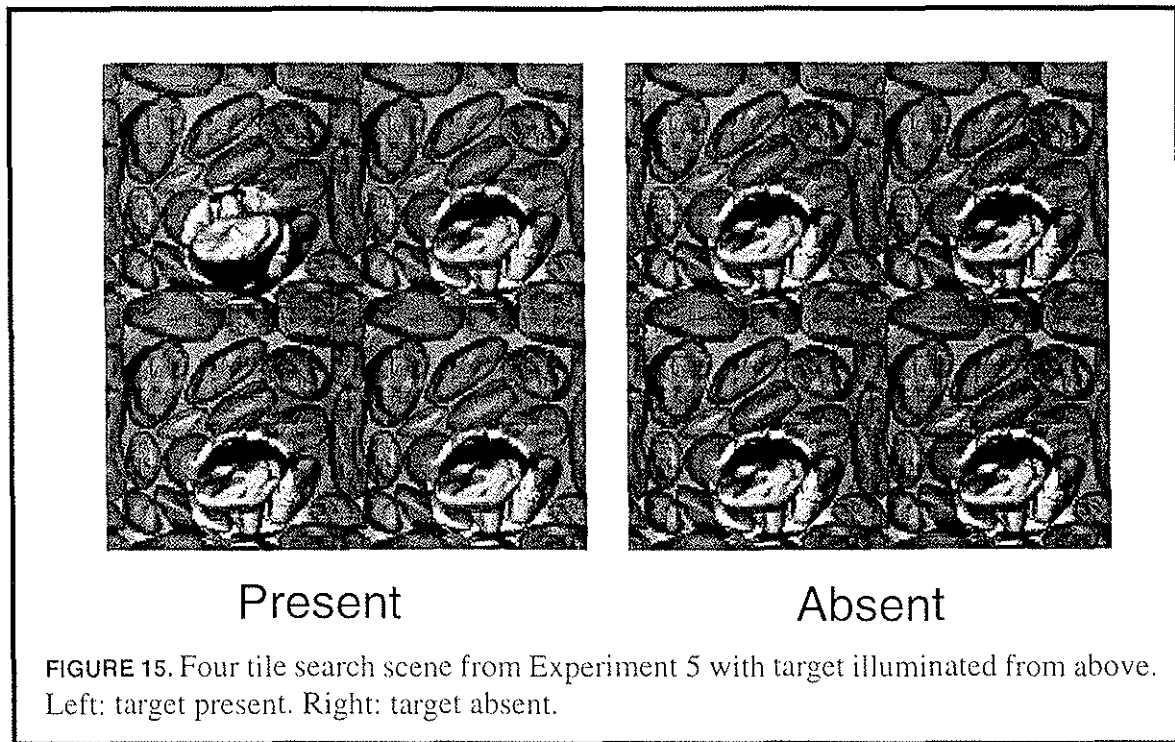 Present
Absent
FIGURE 15. Four tile search scene from Experiment 5 with target illuminated from above.
Left: target present. Right: target absent.